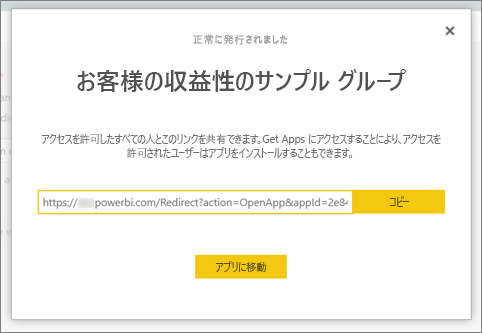 正常に発行されました
お客様の収益性のサンプル グループ
アクセスを許可したすべての人とこのリンクを共有できます。Get Apps にアクセスすることにより、アクセスを
許可されたユーザーはアプリをインストールすることもできます。
https:// powerbi.com/Redirect?action=OpenApp&appId=2e84
コピー
アプリに移動